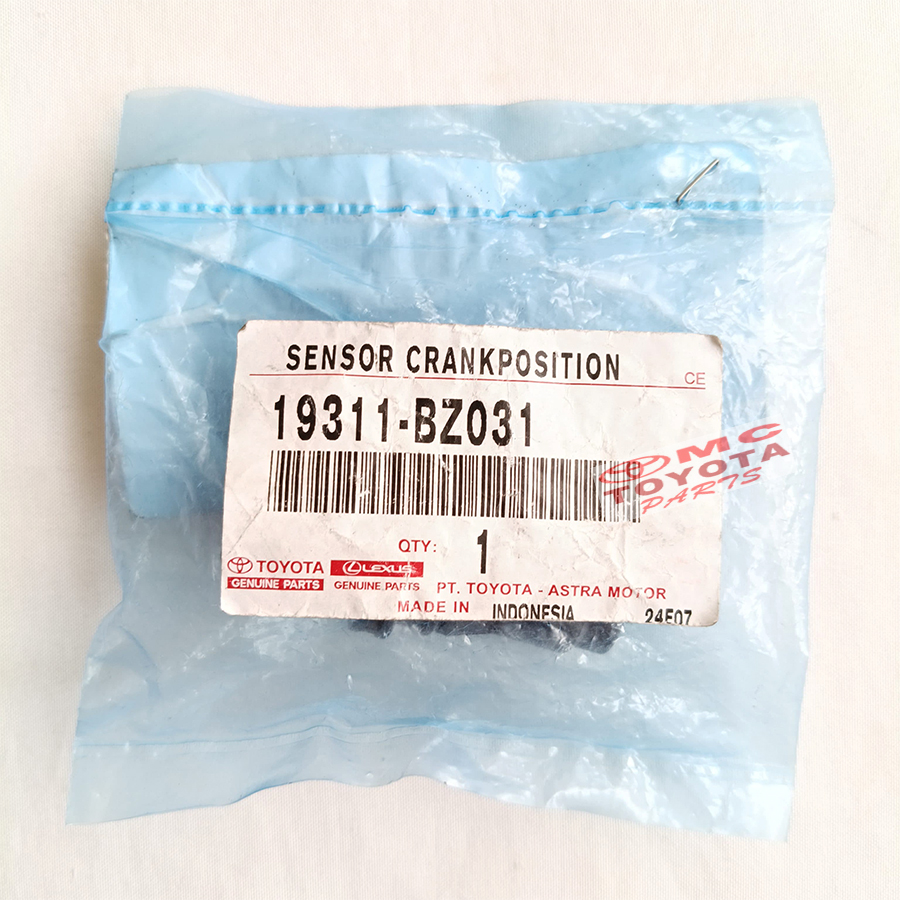 SENSOR CRANKPOSITION
CE
19311-BZ031
MC
TOYOTA
PARTS
QTY: 1
TOYOTA LEXUS
GENUINE PARTS GENUINE PARTS PT. TOYOTA - ASTRA MOTOR
MADE IN INDONESIA 24F07